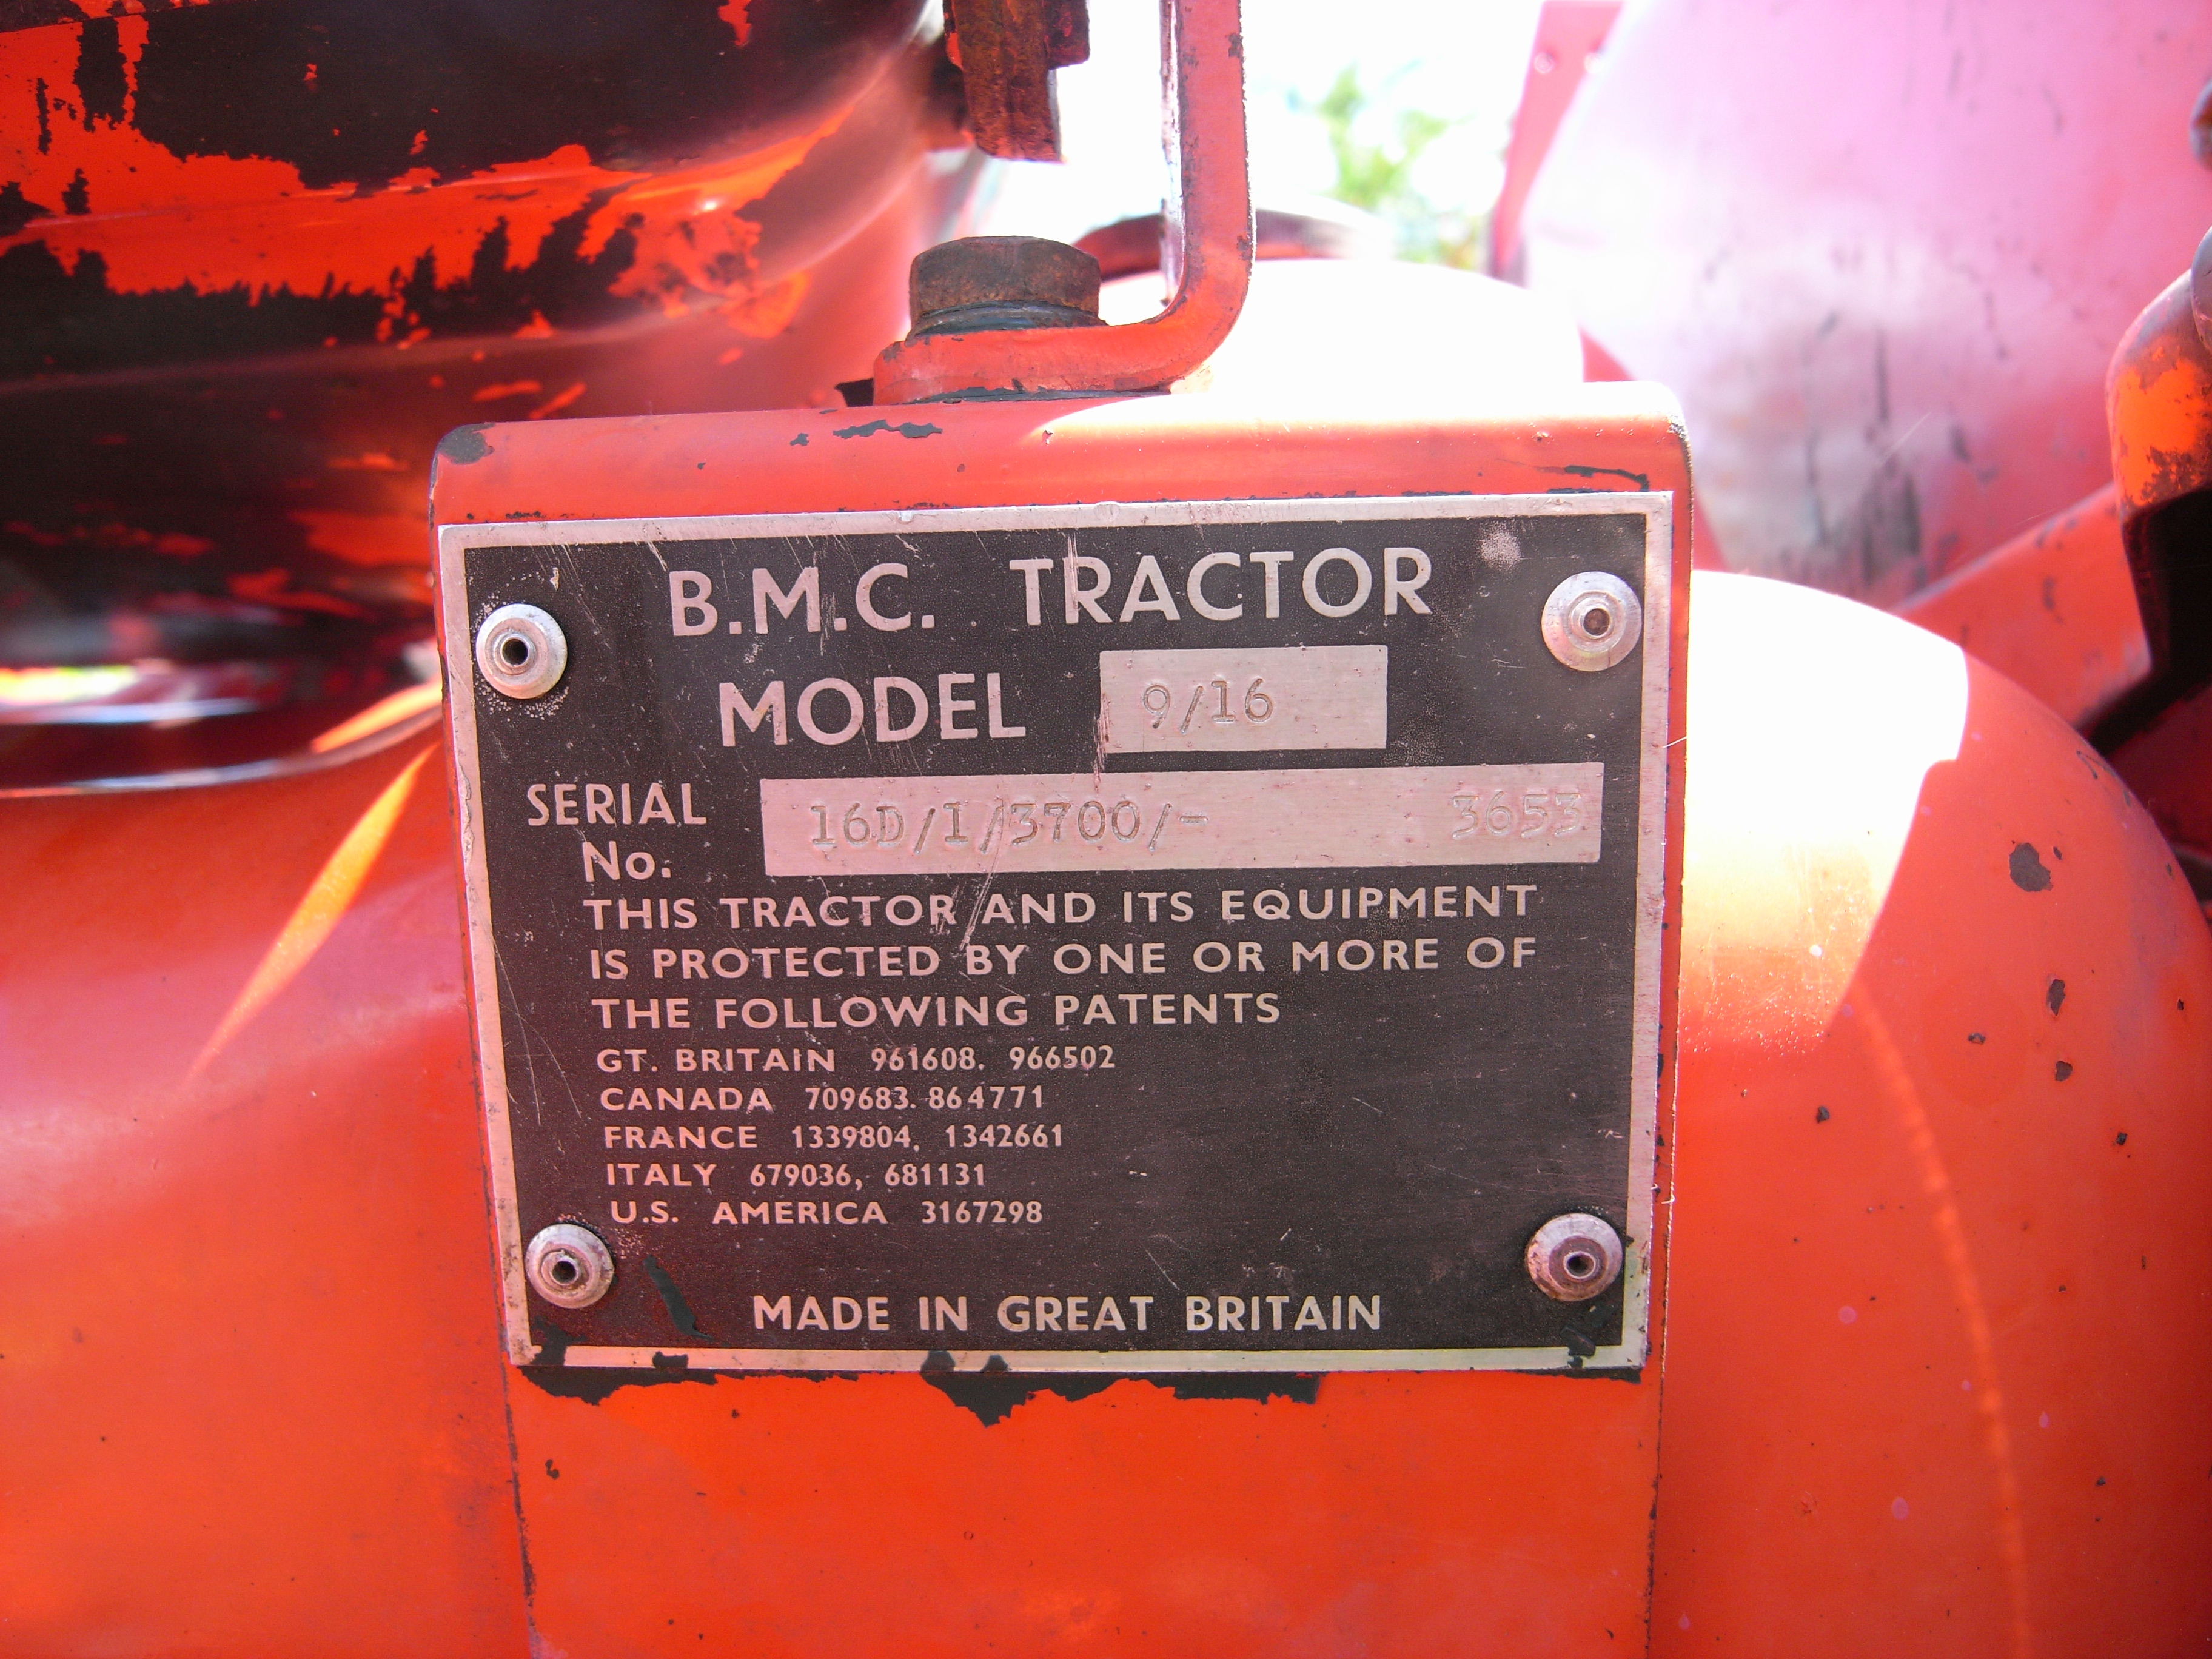 B.M.C. TRACTOR
MODEL 9/16
SERIAL No. 16D/1/3700/- 3653
THIS TRACTOR AND ITS EQUIPMENT
IS PROTECTED BY ONE OR MORE OF
THE FOLLOWING PATENTS
GT. BRITAIN 961608. 966502
CANADA 709683. 864771
FRANCE 1339804, 1342661
ITALY 679036, 681131
U.S. AMERICA 3167298
MADE IN GREAT BRITAIN